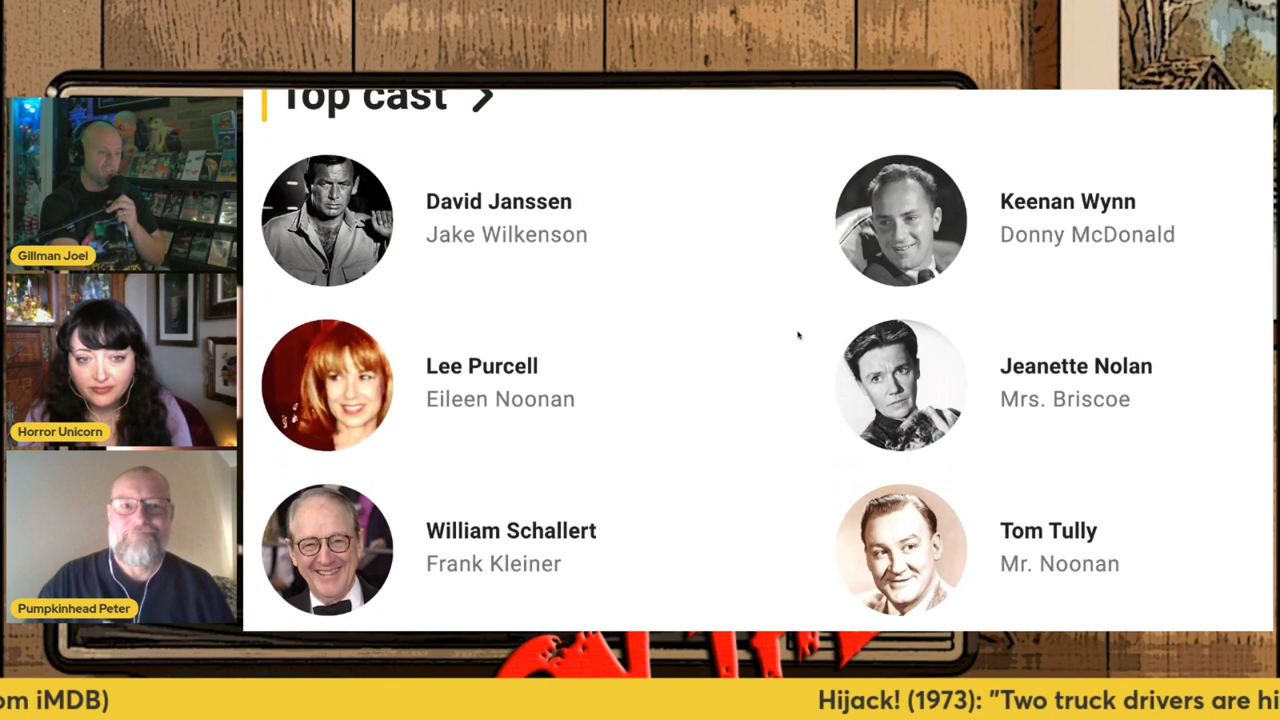 Top cast
Gillman Joel
Horror Unicorn
Pumpkinhead Peter
David Janssen
Jake Wilkenson
Keenan Wynn
Donny McDonald
Lee Purcell
Eileen Noonan
Jeanette Nolan
Mrs. Briscoe
William Schallert
Frank Kleiner
Tom Tully
Mr. Noonan
om iMDB)
Hijack! (1973): "Two truck drivers are hi